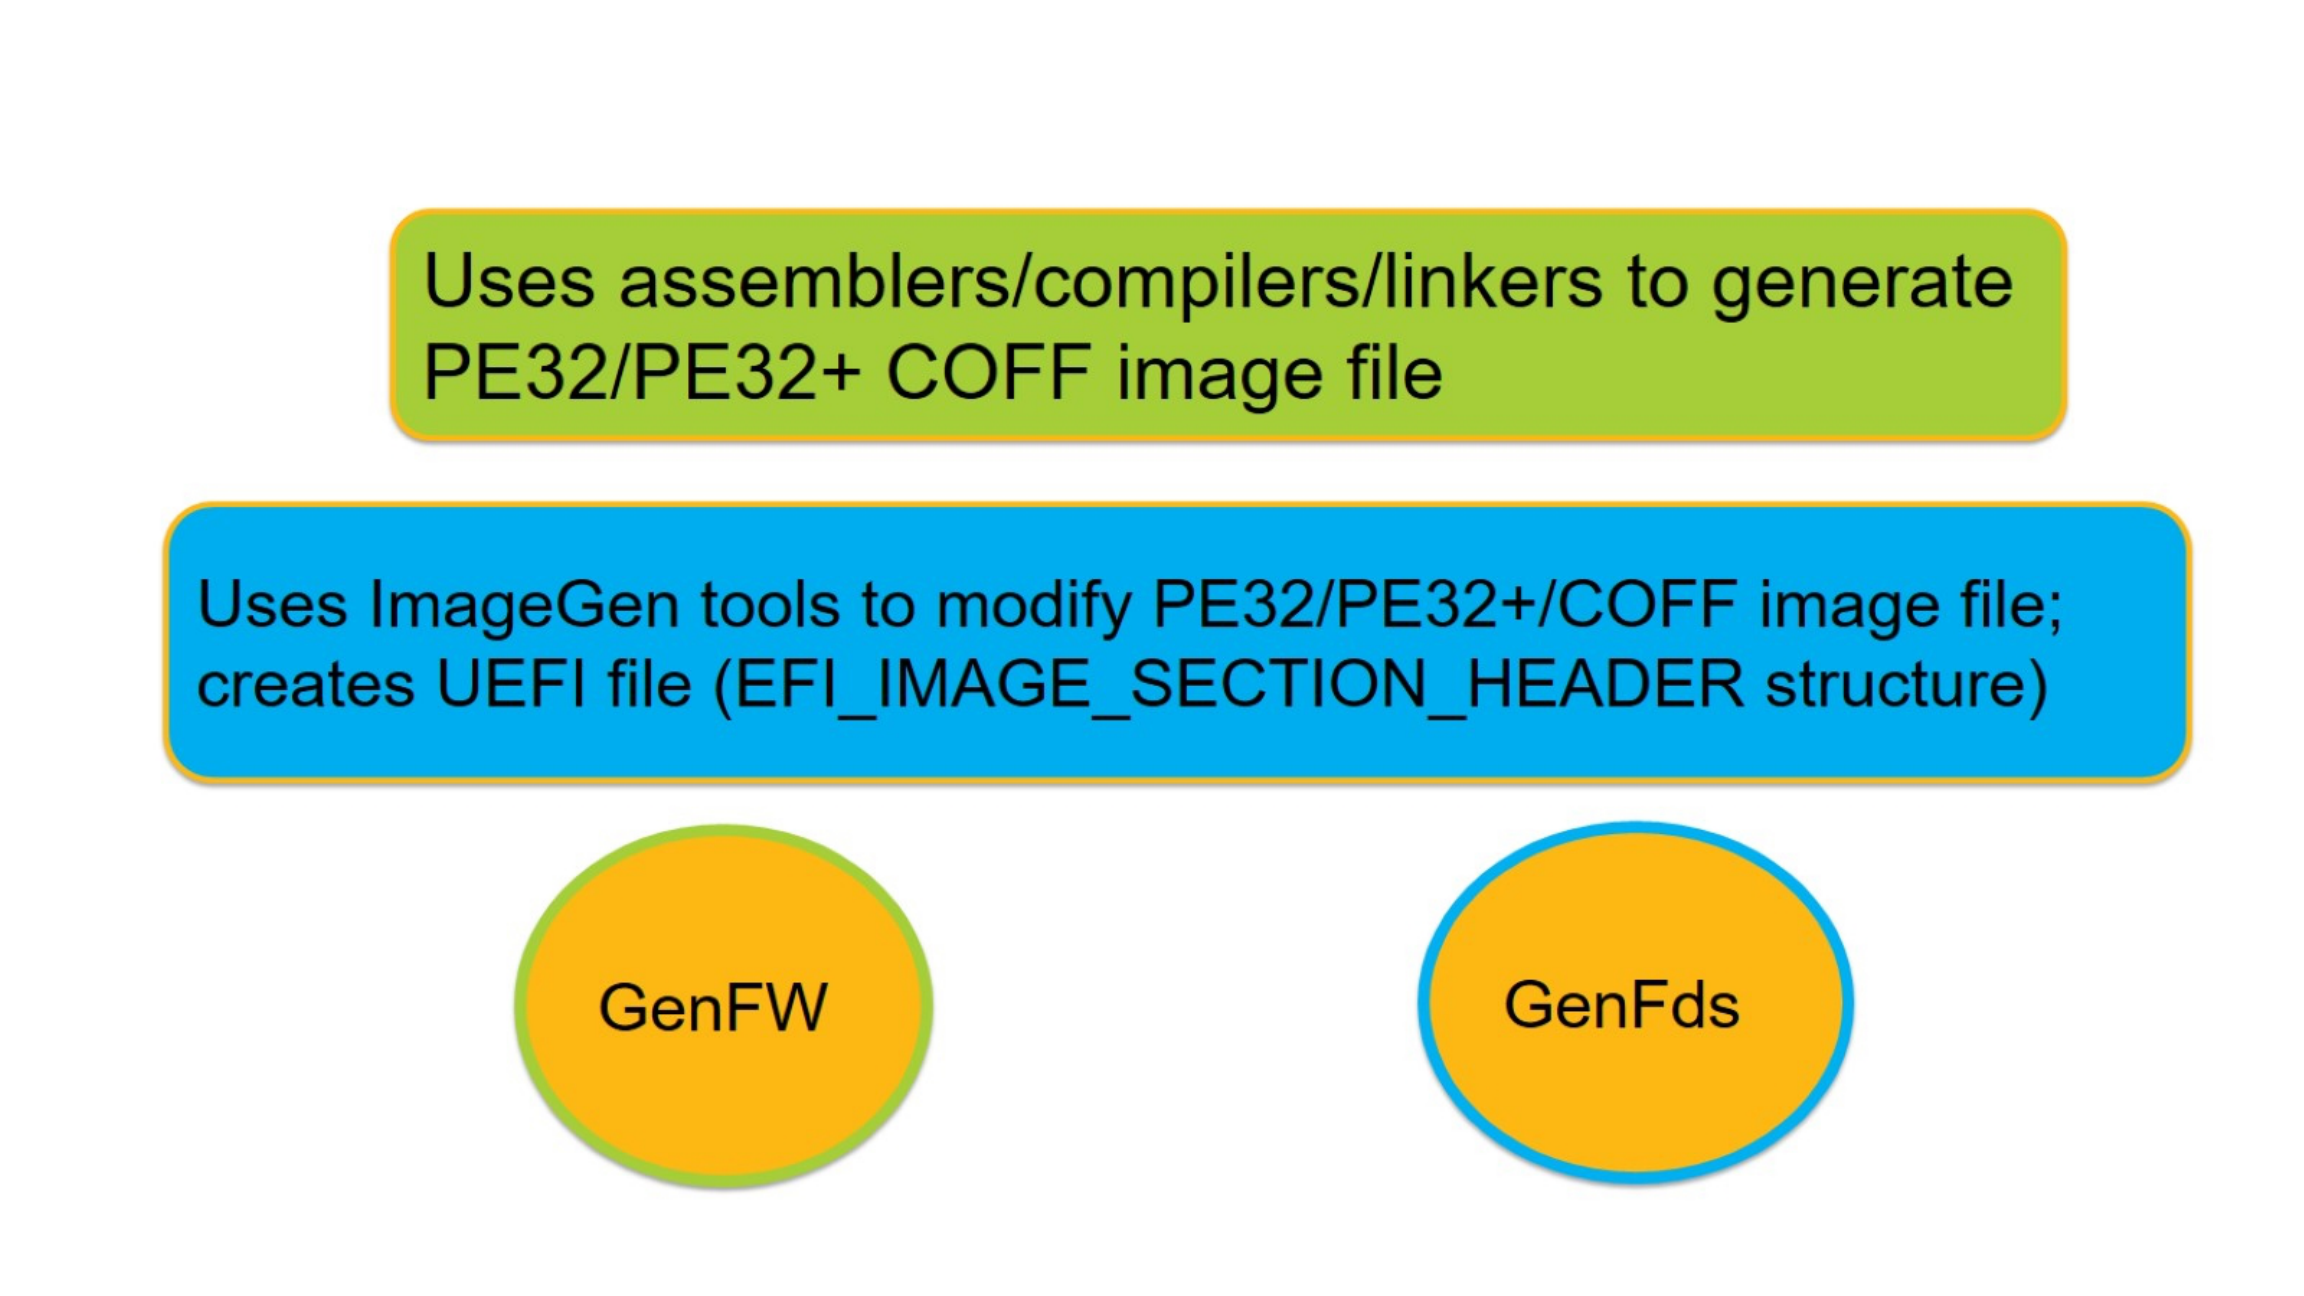 Uses assemblers/compilers/linkers to generate
PE32/PE32+ COFF image file
Uses ImageGen tools to modify PE32/PE32+/COFF image file;
creates UEFI file (EFI_IMAGE_SECTION_HEADER structure)
GenFW
GenFds